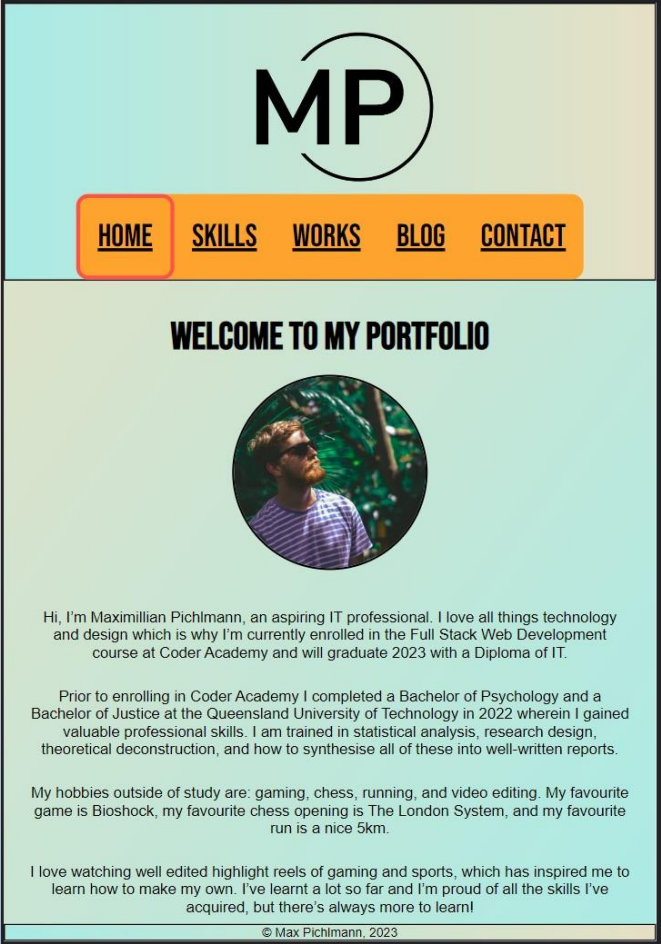 MP
HOME SKILLS WORKS BLOG CONTACT
WELCOME TO MY PORTFOLIO
Hi, I'm Maximillian Pichlmann, an aspiring IT professional. I love all things technology
and design which is why I'm currently enrolled in the Full Stack Web Development
course at Coder Academy and will graduate 2023 with a Diploma of IT.
Prior to enrolling in Coder Academy I completed a Bachelor of Psychology and a
Bachelor of Justice at the Queensland University of Technology in 2022 wherein I gained
valuable professional skills. I am trained in statistical analysis, research design,
theoretical deconstruction, and how to synthesise all of these into well-written reports.
My hobbies outside of study are: gaming, chess, running, and video editing. My favourite
game is Bioshock, my favourite chess opening is The London System, and my favourite
run is a nice 5km.
I love watching well edited highlight reels of gaming and sports, which has inspired me to
learn how to make my own. I've learnt a lot so far and I'm proud of all the skills I've
acquired, but there's always more to learn!
© Max Pichlmann, 2023